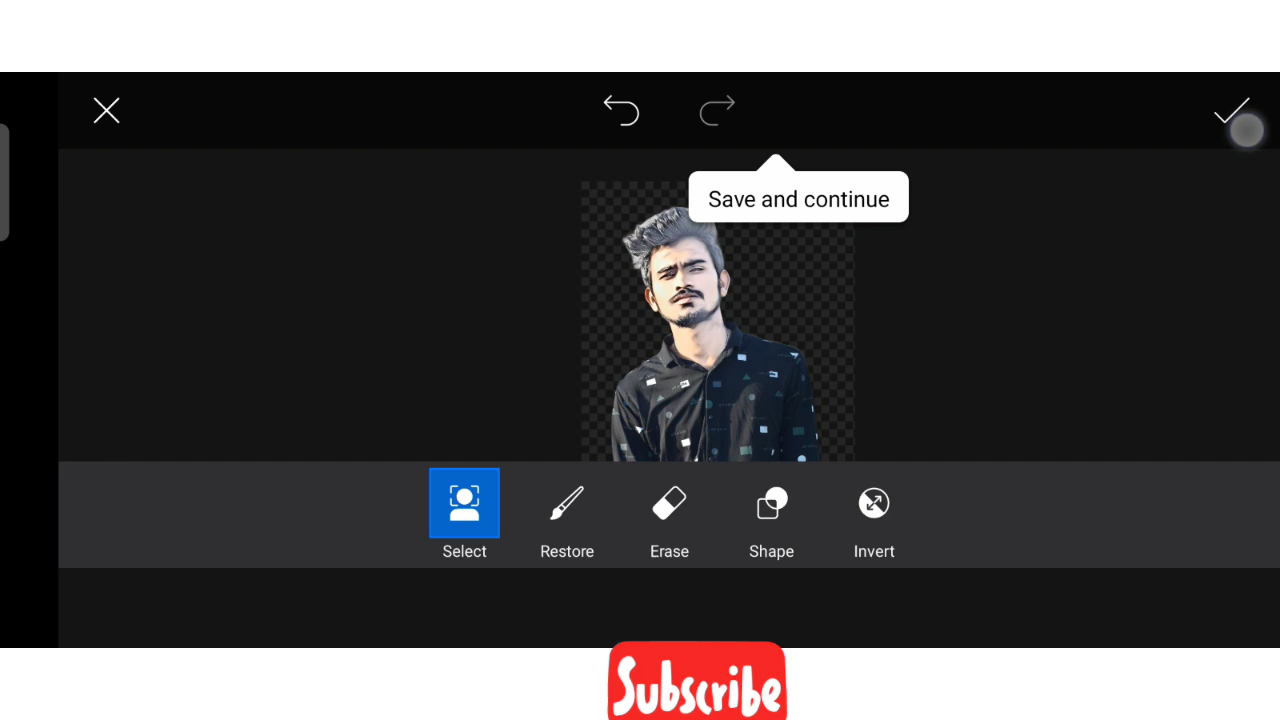 Save and continue
Select
Restore
Erase
Shape
Invert
Subscribe